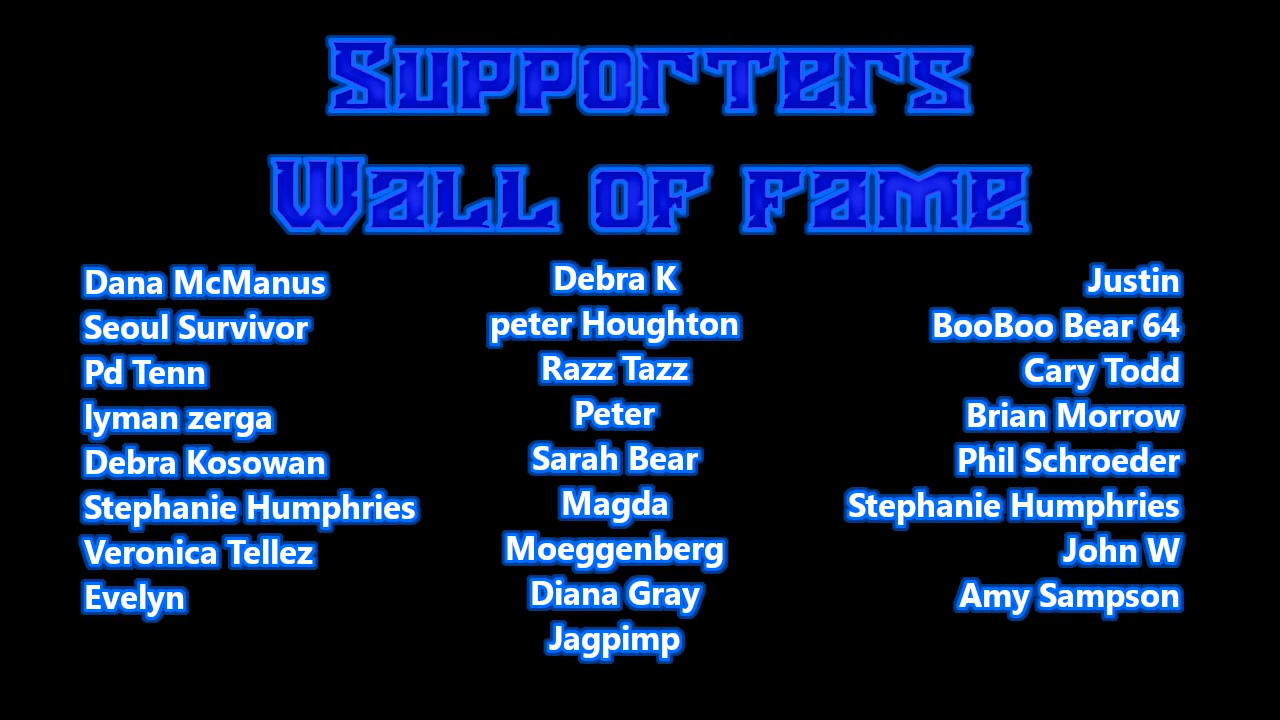 Supporters
Wall of fame
Dana McManus
Seoul Survivor
Pd Tenn
lyman zerga
Debra Kosowan
Stephanie Humphries
Veronica Tellez
Evelyn
Debra K
peter Houghton
Razz Tazz
Peter
Sarah Bear
Magda
Moeggenberg
Diana Gray
Jagpimp
Justin
BooBoo Bear 64
Cary Todd
Brian Morrow
Phil Schroeder
Stephanie Humphries
John W
Amy Sampson